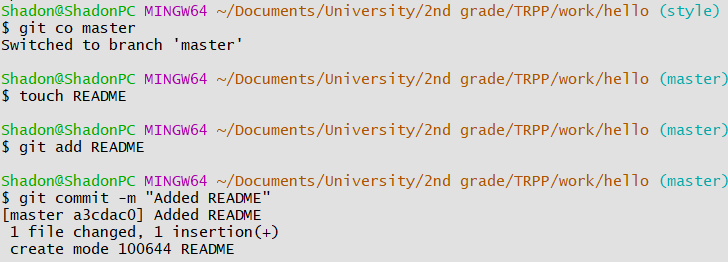 Shadon@ShadonPC MINGW64 ~/Documents/University/2nd grade/TRPP/work/hello (style)
$ git co master
Switched to branch 'master'
Shadon@ShadonPC MINGW64 ~/Documents/University/2nd grade/TRPP/work/hello (master)
$ touch README
Shadon@ShadonPC MINGW64 ~/Documents/University/2nd grade/TRPP/work/hello (master)
$ git add README
Shadon@ShadonPC MINGW64 ~/Documents/University/2nd grade/TRPP/work/hello (master)
$ git commit -m "Added README"
[master a3cdac0] Added README
 1 file changed, 1 insertion(+)
 create mode 100644 README